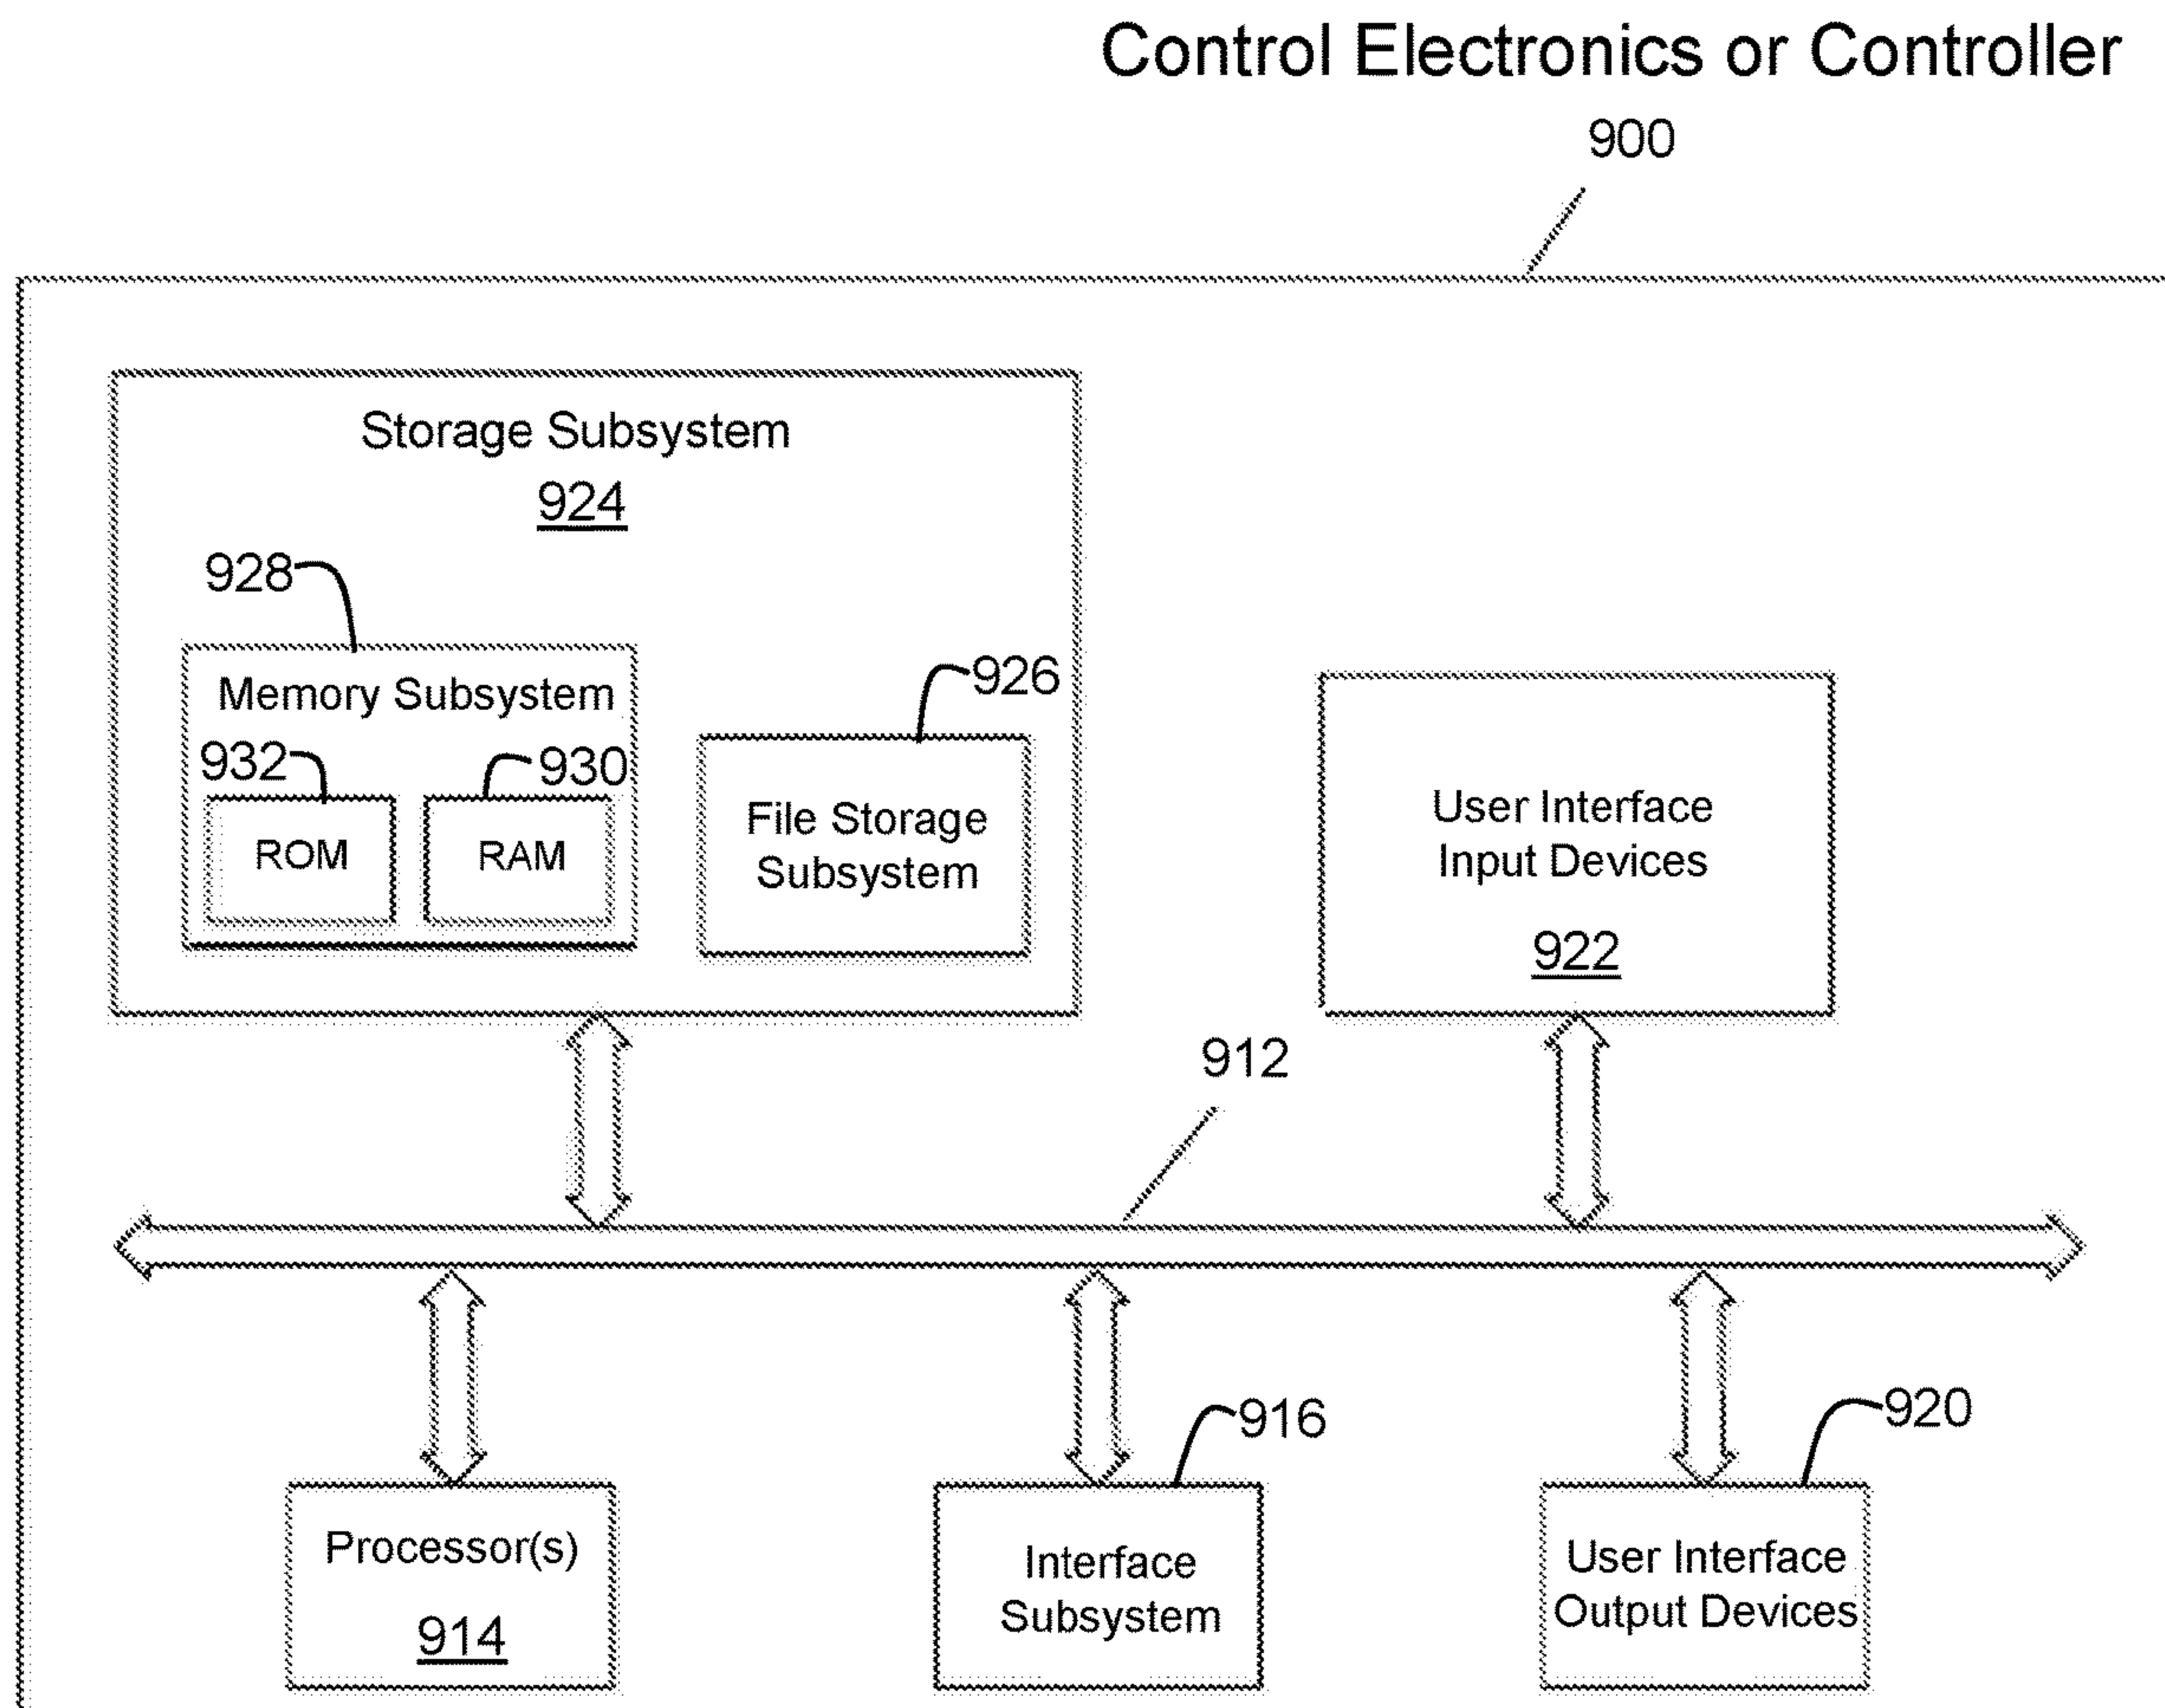 Control Electronics or Controller
900
Storage Subsystem
924
928
Memory Subsystem
926
932
930
ROM
RAM
File Storage
Subsystem
User Interface
Input Devices
922
912
916
920
Processor(s)
914
Interface
Subsystem
User Interface
Output Devices